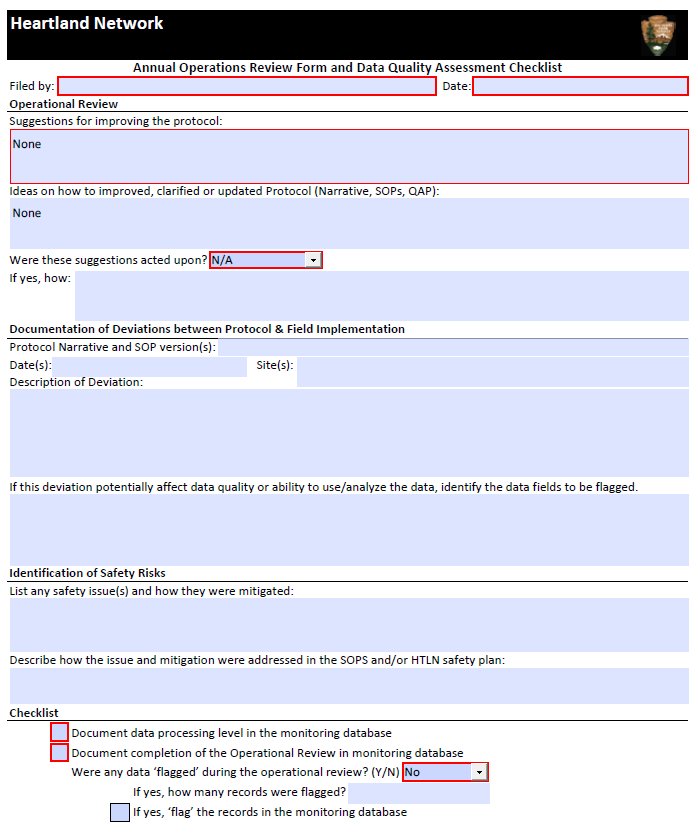 Heartland Network
Annual Operations Review Form and Data Quality Assessment Checklist
Filed by: Date:
Operational Review
Suggestions for improving the protocol:
None
Ideas on how to improved, clarified or updated Protocol (Narrative, SOPs, QAP):
None
Were these suggestions acted upon? N/A
If yes, how:
Documentation of Deviations between Protocol & Field Implementation
Protocol Narrative and SOP version(s):
Date(s): Site(s):
Description of Deviation:
If this deviation potentially affect data quality or ability to use/analyze the data, identify the data fields to be flagged.
Identification of Safety Risks
List any safety issue(s) and how they were mitigated:
Describe how the issue and mitigation were addressed in the SOPS and/or HTLN safety plan:
Checklist
Document data processing level in the monitoring database
Document completion of the Operational Review in monitoring database
Were any data ‘flagged’ during the operational review? (Y/N) No
If yes, how many records were flagged?
If yes, ‘flag’ the records in the monitoring database